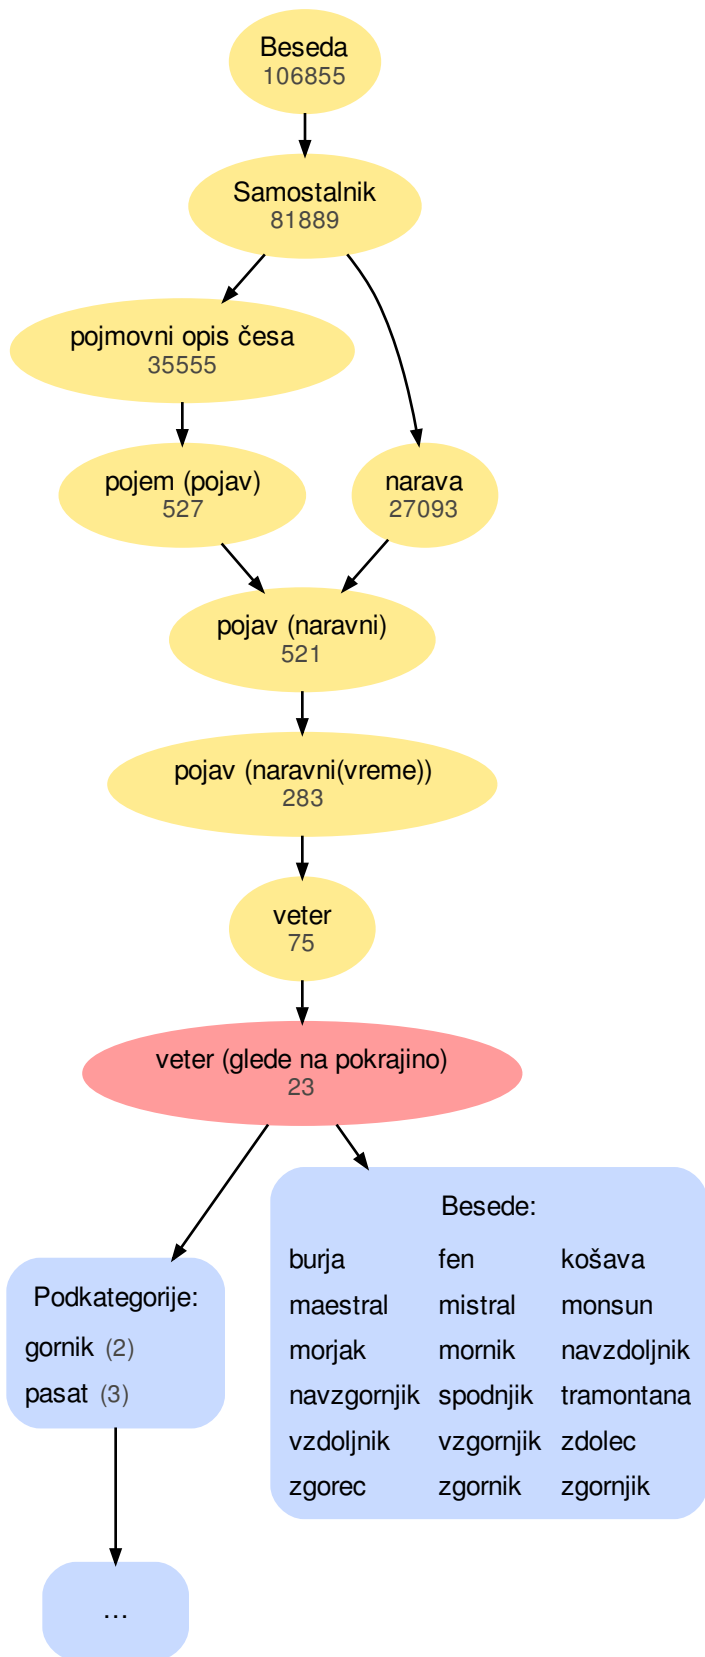 Beseda
106855
Samostalnik
81889
pojmovni opis česa
35555
pojem (pojav)
527
narava
27093
pojav (naravni)
521
pojav (naravni(vreme))
283
veter
75
veter (glede na pokrajino)
23
Besede:
burja fen košava
maestral mistral monsun
morjak mornik navzdoljnik
navzgornjik spodnjik tramontana
vzdoljnik vzgornjik zdolec
zgorec zgornik zgornjik
Podkategorije:
gornik (2)
pasat (3)
...